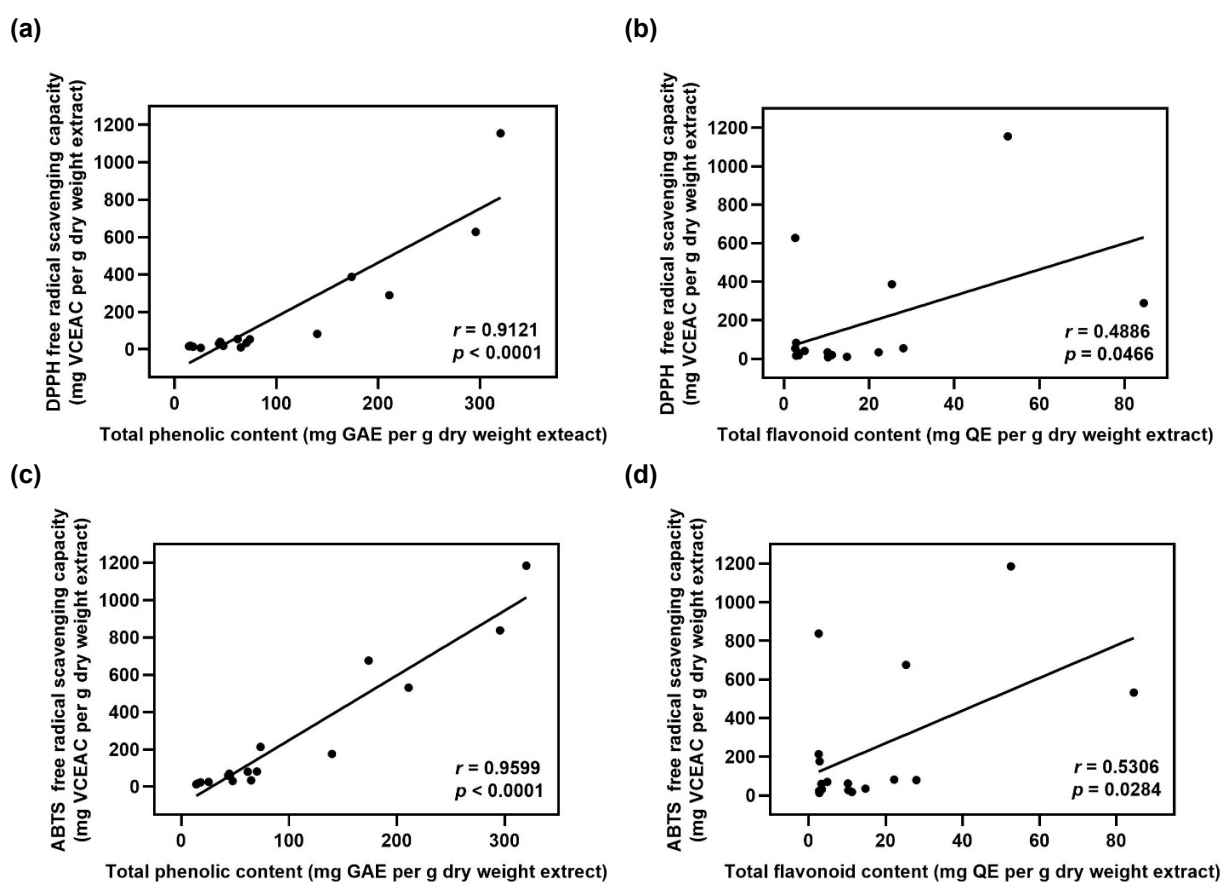 (a)
DPPH free radical scavenging capacity
(mg VCEAC per g dry weight extract)
1200
1000
800
600
400
200
0
r = 0.9121
p < 0.0001
0 100 200 300
Total phenolic content (mg GAE per g dry weight exteact)
(b)
DPPH free radical scavenging capacity
(mg VCEAC per g dry weight extract)
1200
1000
800
600
400
200
0
r = 0.4886
p = 0.0466
0 20 40 60 80
Total flavonoid content (mg QE per g dry weight extract)
(c)
ABTS free radical scavenging capacity
(mg VCEAC per g dry weight extract)
1200
1000
800
600
400
200
0
r = 0.9599
p < 0.0001
0 100 200 300
Total phenolic content (mg GAE per g dry weight extrect)
(d)
ABTS free radical scavenging capacity
(mg VCEAC per g dry weight extract)
1200
1000
800
600
400
200
0
r = 0.5306
p = 0.0284
0 20 40 60 80
Total flavonoid content (mg QE per g dry weight extract)